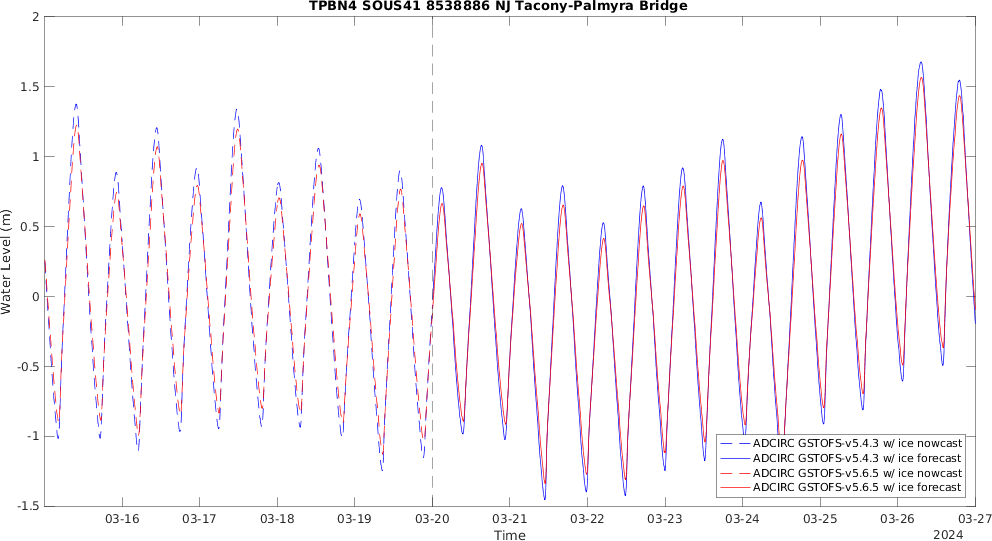 TPBN4 SOUS41 8538886 NJ Tacony-Palmyra Bridge
2
1.5
1
0.5
0
-0.5
-1
-1.5
Water Level (m)
ADCIRC GSTOFS-v5.4.3 w/ ice nowcast
ADCIRC GSTOFS-v5.4.3 w/ ice forecast
ADCIRC GSTOFS-v5.6.5 w/ ice nowcast
ADCIRC GSTOFS-v5.6.5 w/ ice forecast
03-16 03-17 03-18 03-19 03-20 03-21 03-22 03-23 03-24 03-25 03-26 03-27
Time
2024